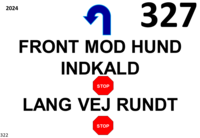 2024
327
FRONT MOD HUND
INDKALD
STOP
LANG VEJ RUNDT
STOP
322